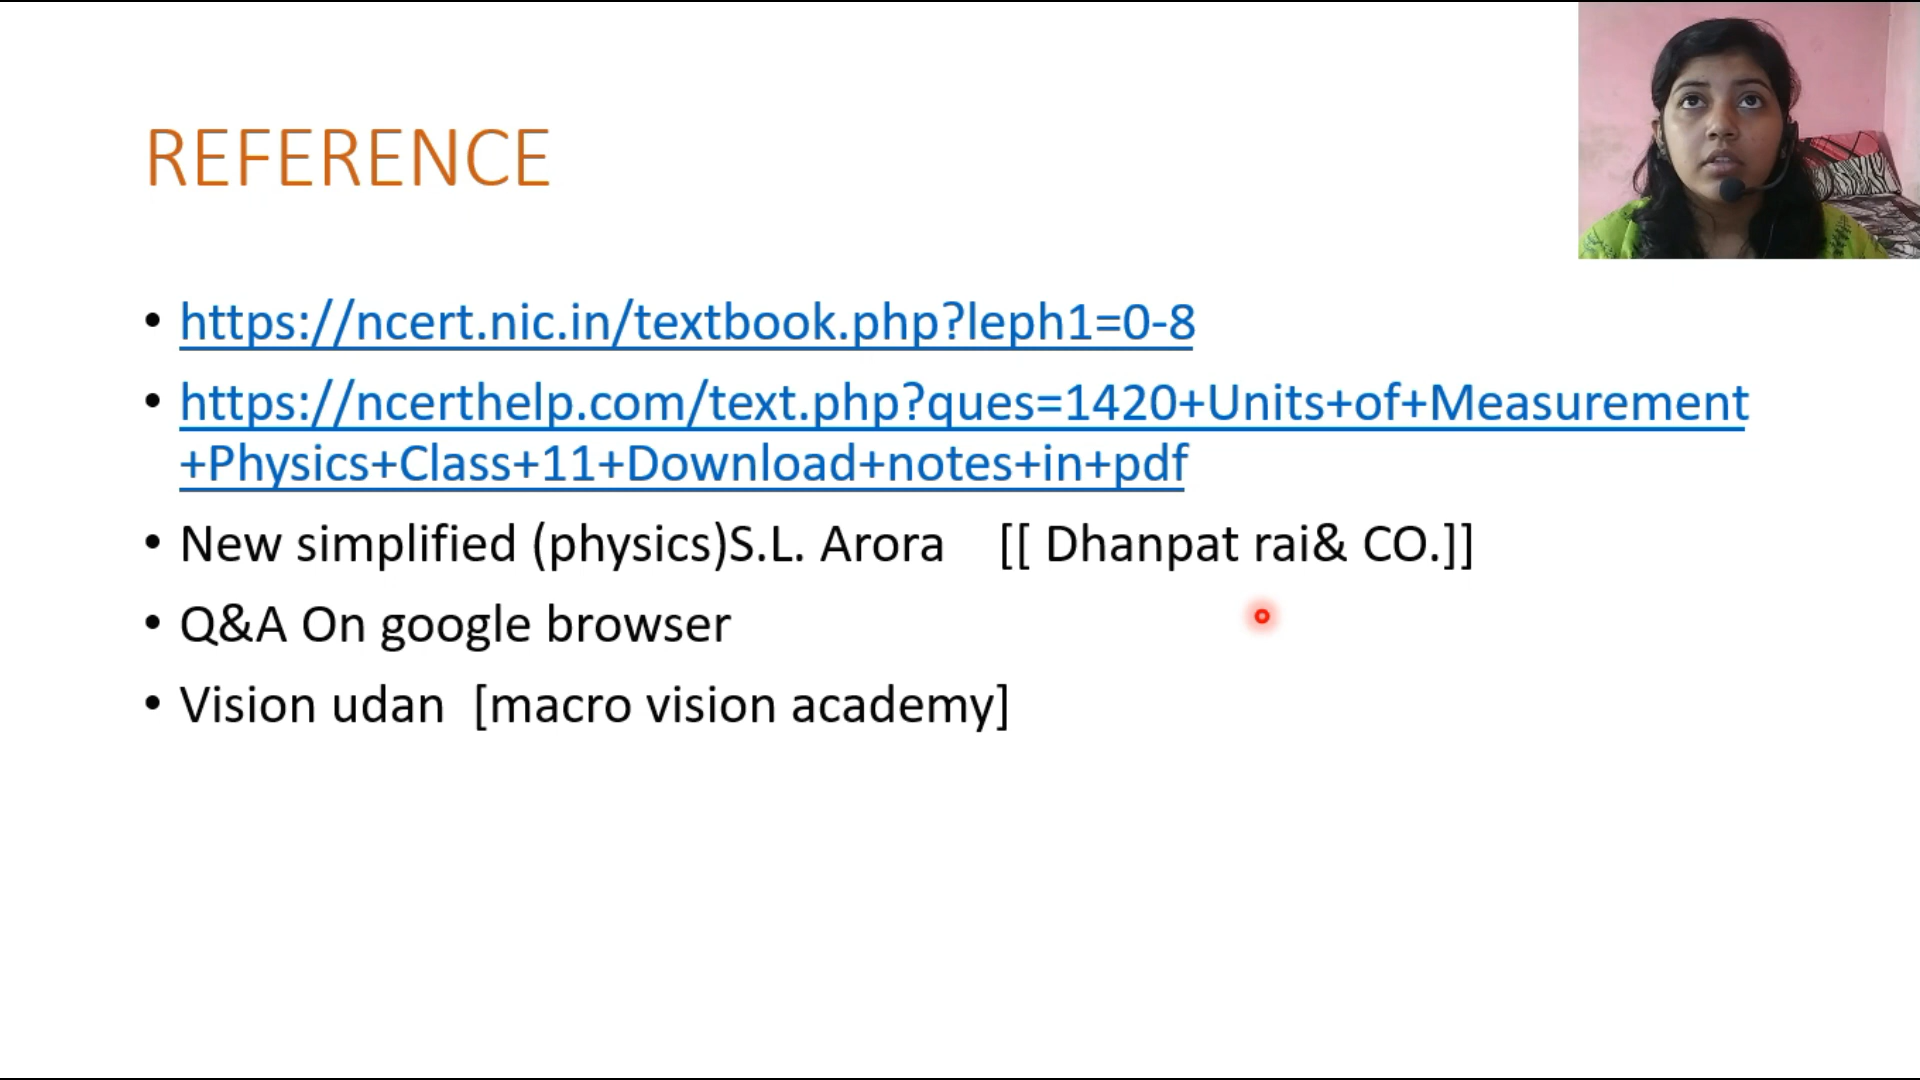 REFERENCE
• https://ncert.nic.in/textbook.php?leph1=0-8
• https://ncerthelp.com/text.php?ques=1420+Units+of+Measurement
+Physics+Class+11+Download+notes+in+pdf
• New simplified (physics)S.L. Arora [[ Dhanpat rai& CO.]]
• Q&A On google browser
• Vision udan [macro vision academy]